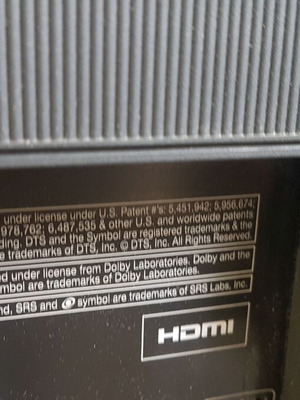 under license under U.S. Patent #'s: 5,451,942; 5,956,674;
978,762; 6,487,535 & other U.S. and worldwide patents
ding. DTS and the Symbol are registered trademarks & the
e trademarks of DTS, Inc. © DTS, Inc. All Rights Reserved.
ed under license from Dolby Laboratories. Dolby and the
mbol are trademarks of Dolby Laboratories.
nd, SRS and symbol are trademarks of SRS Labs, Inc.
HDMI